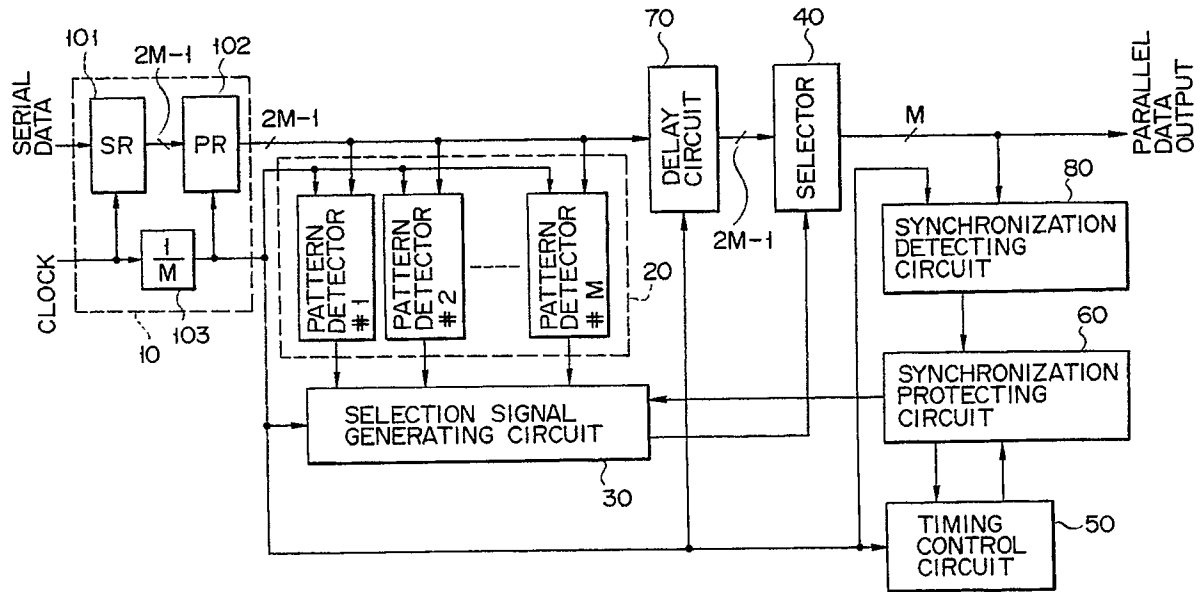 70
40
101
2M-1
102
SERIAL
DATA
SR
PR
2M-1
DELAY
CIRCUIT
2M-1
SELECTOR
M
PARALLEL
DATA
OUTPUT
80
SYNCHRONIZATION
DETECTING
CIRCUIT
CLOCK
1
M
103
10
PATTERN
DETECTOR
#1
PATTERN
DETECTOR
#2
PATTERN
DETECTOR
#M
20
60
SYNCHRONIZATION
PROTECTING
CIRCUIT
SELECTION SIGNAL
GENERATING CIRCUIT
30
TIMING
CONTROL
CIRCUIT
50